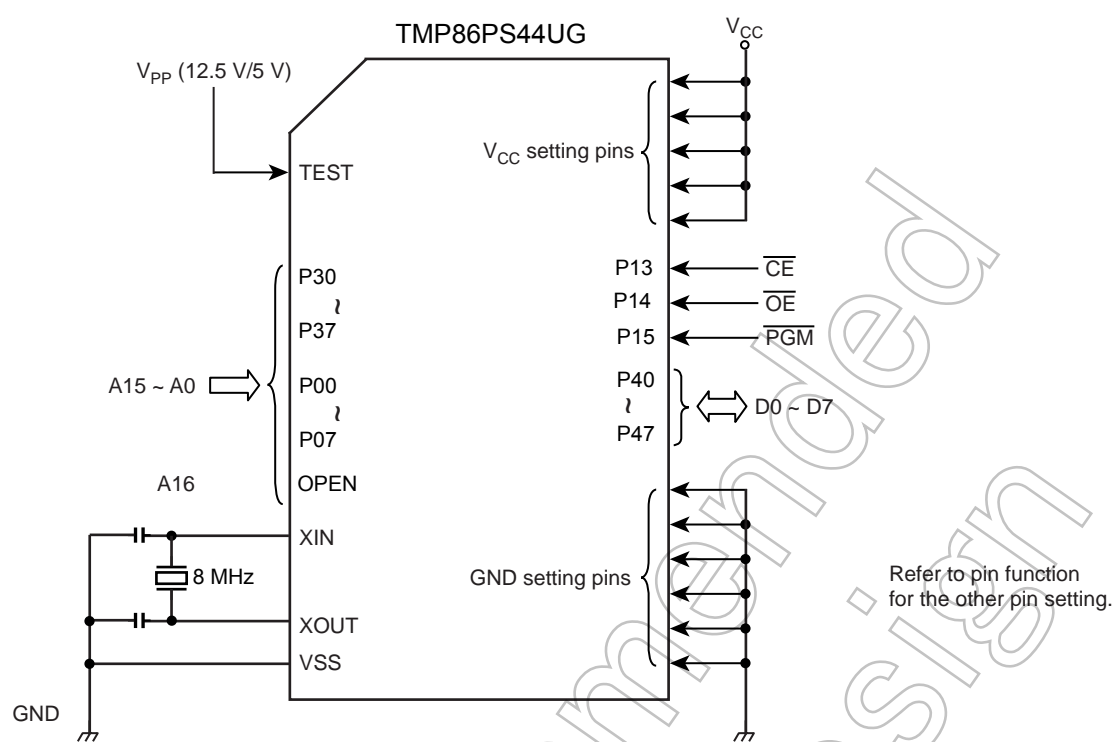 TMP86PS44UG
VCC
VPP (12.5 V/5 V)
VCC setting pins
TEST
P30
~
P37
A15 ~ A0
P00
~
P07
A16
OPEN
XIN
8 MHz
XOUT
VSS
GND
P13
CE
P14
OE
P15
PGM
P40
~
P47
D0 ~ D7
GND setting pins
Refer to pin function
for the other pin setting.
mmended
esign